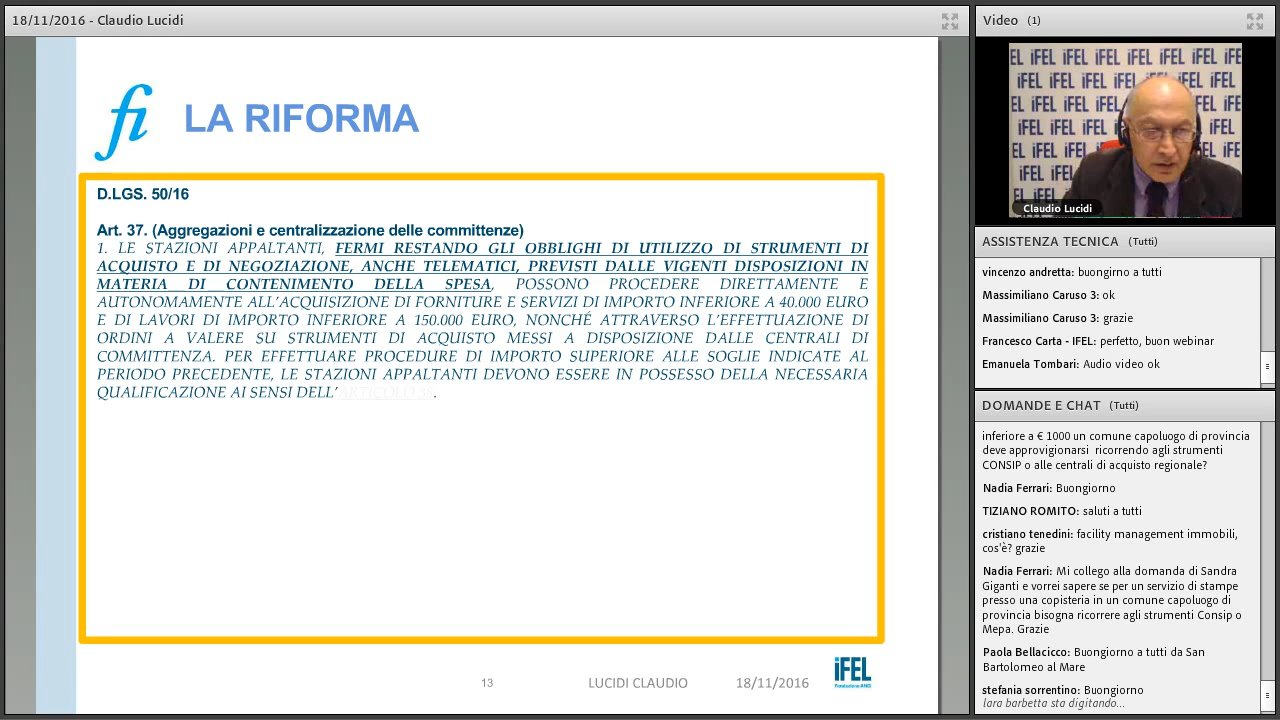 18/11/2016 - Claudio Lucidi
fi LA RIFORMA
D.LGS. 50/16
Art. 37. (Aggregazioni e centralizzazione delle committenze)
1. LE STAZIONI APPALTANTI, FERMI RESTANDO GLI OBBLIGHI DI UTILIZZO DI STRUMENTI DI
ACQUISTO E DI NEGOZIAZIONE, ANCHE TELEMATICI, PREVISTI DALLE VIGENTI DISPOSIZIONI IN
MATERIA DI CONTENIMENTO DELLA SPESA, POSSONO PROCEDERE DIRETTAMENTE E
AUTONOMAMENTE ALL'ACQUISIZIONE DI FORNITURE E SERVIZI DI IMPORTO INFERIORE A 40.000 EURO
E DI LAVORI DI IMPORTO INFERIORE A 150.000 EURO, NONCHÉ ATTRAVERSO L'EFFETTUAZIONE DI
ORDINI A VALERE SU STRUMENTI DI ACQUISTO MESSI A DISPOSIZIONE DALLE CENTRALI DI
COMMITTENZA. PER EFFETTUARE PROCEDURE DI IMPORTO SUPERIORE ALLE SOGLIE INDICATE AL
PERIODO PRECEDENTE, LE STAZIONI APPALTANTI DEVONO ESSERE IN POSSESSO DELLA NECESSARIA
QUALIFICAZIONE AI SENSI DELL'ARTICOLO 38.
13
LUCIDI CLAUDIO
18/11/2016
iFEL
Fondazione ANCI
Video (1)
iFEL iFEL iFEL iFEL
Claudio Lucidi
ASSISTENZA TECNICA (Tutti)
vincenzo andretta: buongirno a tutti
Massimiliano Caruso 3: ok
Massimiliano Caruso 3: grazie
Francesco Carta - IFEL: perfetto, buon webinar
Emanuela Tombari: Audio video ok
DOMANDE E CHAT (Tutti)
inferiore a € 1000 un comune capoluogo di provincia
deve approvigionarsi ricorrendo agli strumenti
CONSIP o alle centrali di acquisto regionale?
Nadia Ferrari: Buongiorno
TIZIANO ROMITO: saluti a tutti
cristiano tenedini: facility management immobili,
cos'è? grazie
Nadia Ferrari: Mi collego alla domanda di Sandra
Giganti e vorrei sapere se per un servizio di stampe
presso una copisteria in un comune capoluogo di
provincia bisogna ricorrere agli strumenti Consip o
Mepa. Grazie
Paola Bellacicco: Buongiorno a tutti da San
Bartolomeo al Mare
stefania sorrentino: Buongiorno
lara barbetta sta digitando...